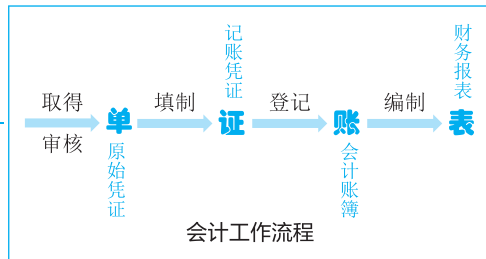 取得
审核
单
原始凭证
填制
记账凭证
证
登记
账
会计账簿
编制
财务报表
表
会计工作流程